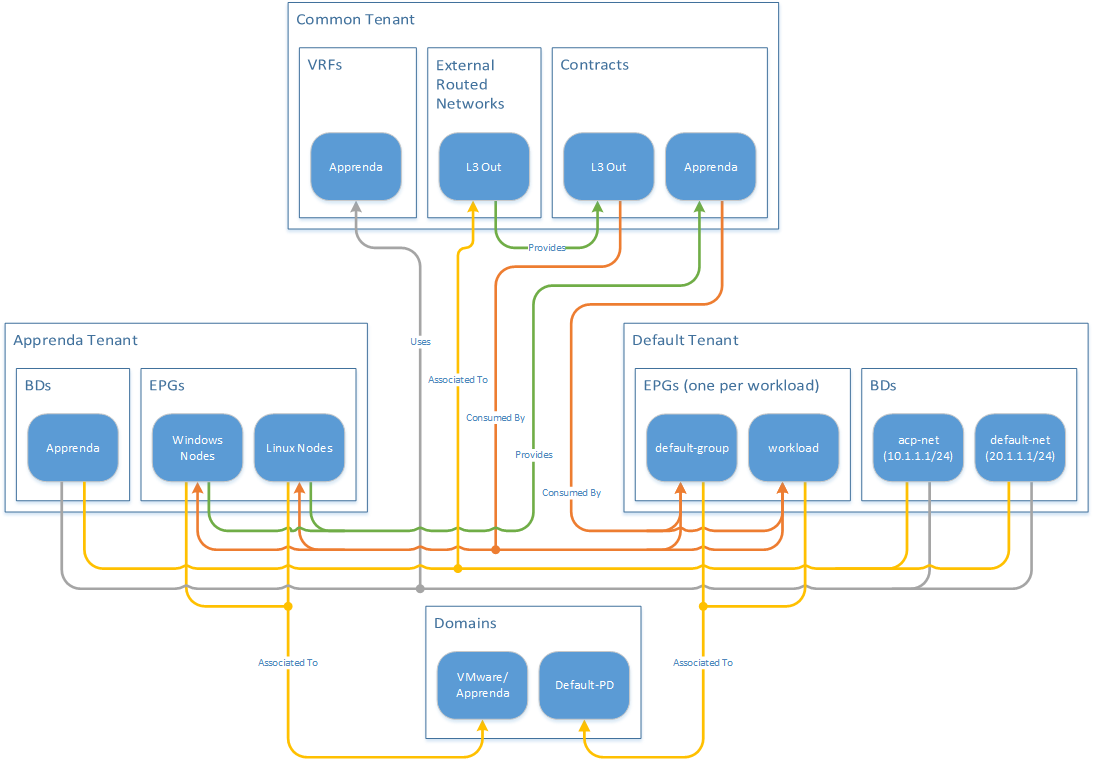 Common Tenant
VRFs
External
Routed
Networks
Contracts
Apprenda
L3 Out
L3 Out
Apprenda
Provides
Uses
Associated To
Consumed By
Provides
Consumed By
Apprenda Tenant
BDs
EPGs
Apprenda
Windows
Nodes
Linux Nodes
Default Tenant
EPGs (one per workload)
BDs
default-group
workload
acp-net
(10.1.1.1/24)
default-net
(20.1.1.1/24)
Associated To
Associated To
Domains
VMware/
Apprenda
Default-PD